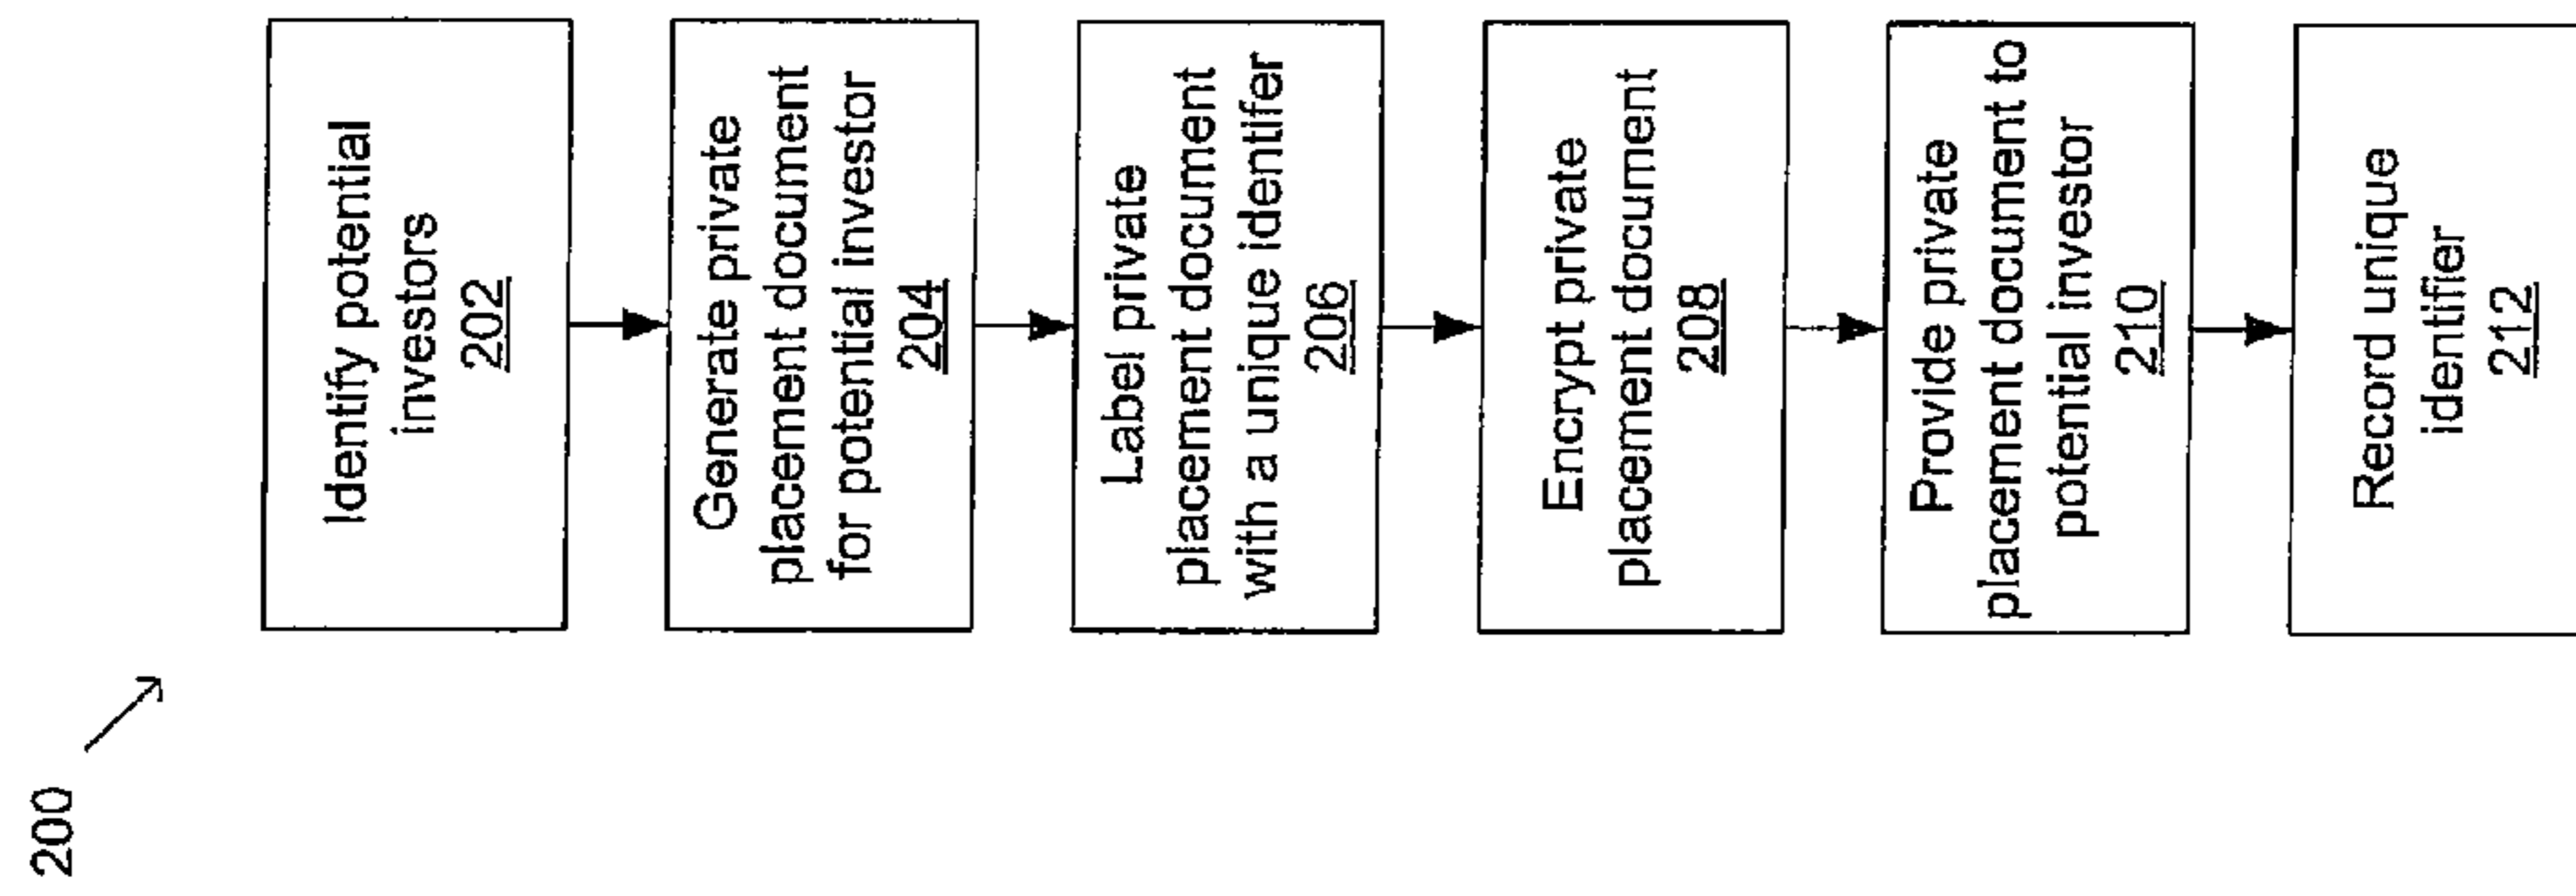 200
Identify potential
investors
202
Generate private
placement document
for potential investor
204
Label private
placement document
with a unique identifer
206
Encrypt private
placement document
208
Provide private
placement document to
potential investor
210
Record unique
identifier
212